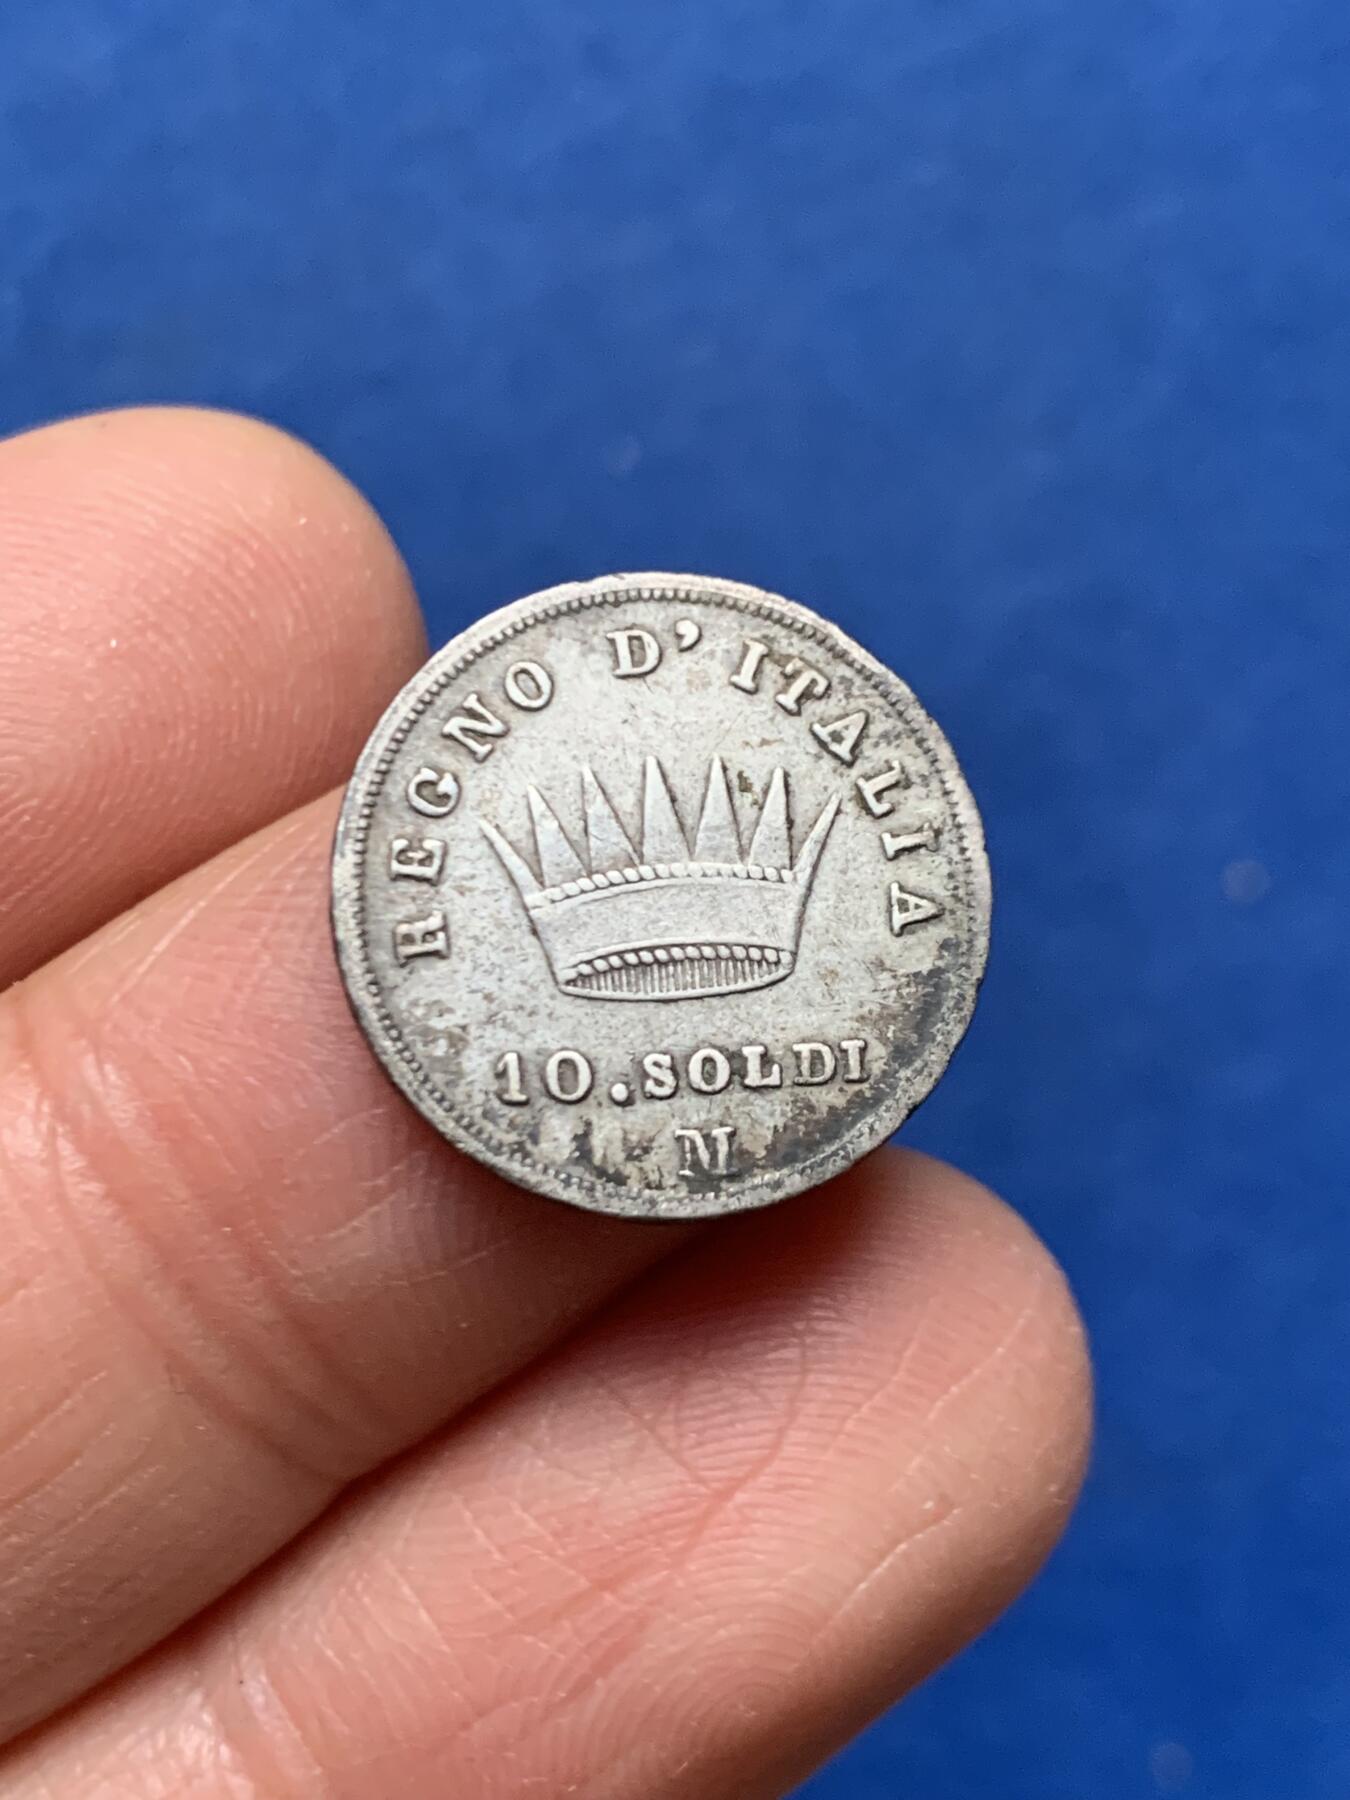 REGNO D' ITALIA
10.SOLDI
M